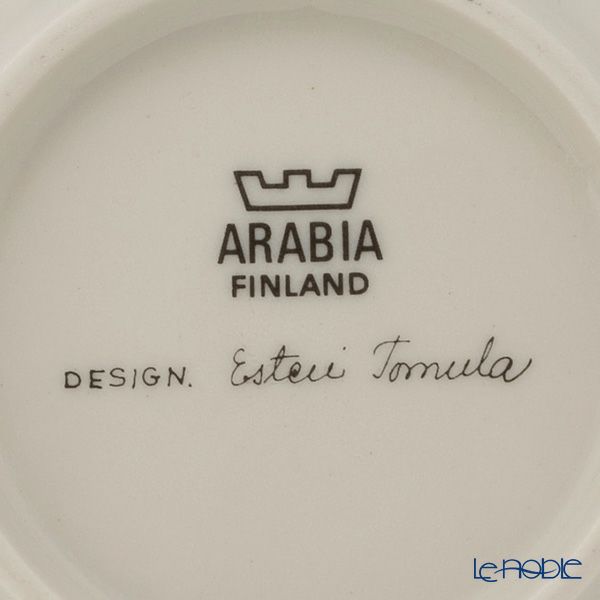 ARABIA
FINLAND
DESIGN. Esteri Tomula
Le noble